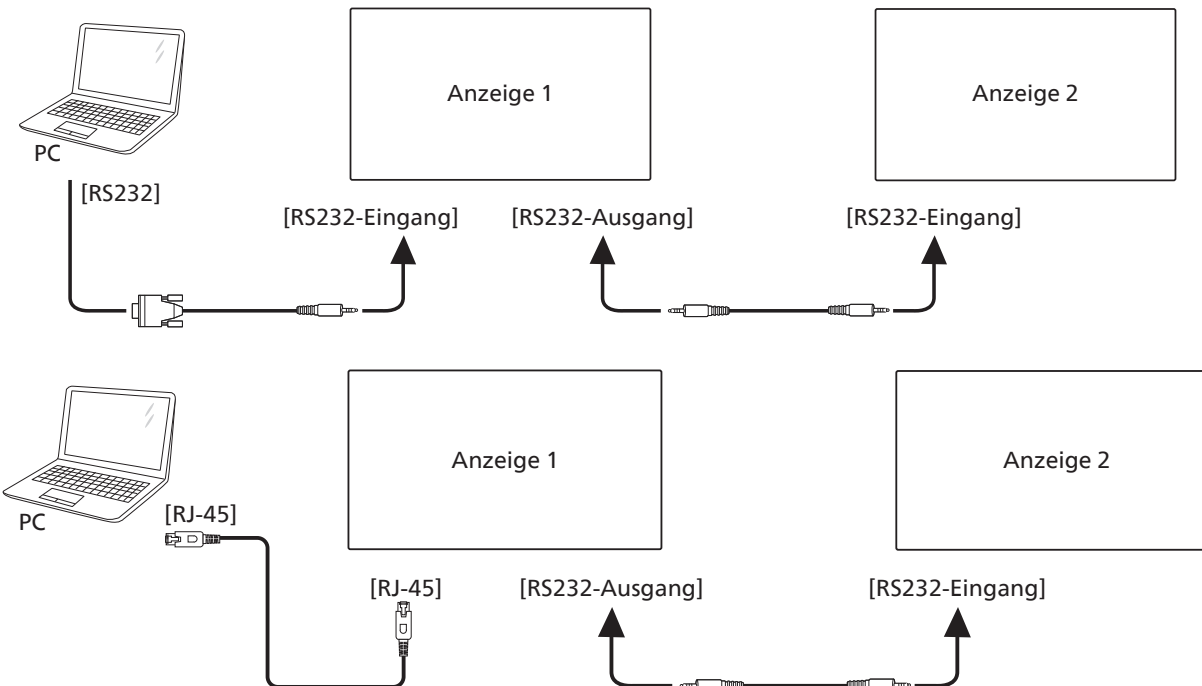 Anzeige 1
Anzeige 2
PC
[RS232]
[RS232-Eingang]
[RS232-Ausgang]
[RS232-Eingang]
Anzeige 1
Anzeige 2
PC
[RJ-45]
[RJ-45]
[RS232-Ausgang]
[RS232-Eingang]